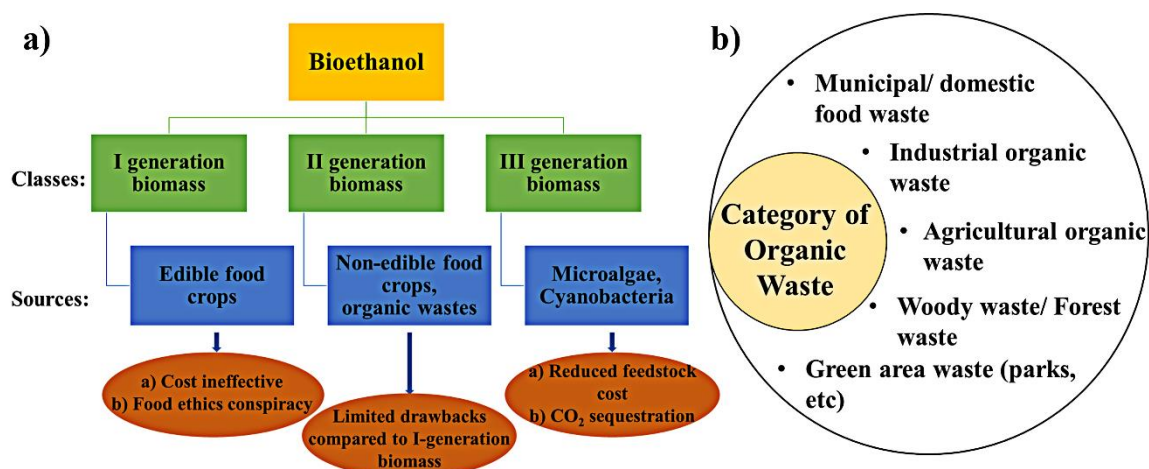 a)
Bioethanol
Classes:
I generation
biomass
II generation
biomass
III generation
biomass
Sources:
Edible food
crops
Non-edible food
crops,
organic wastes
Microalgae,
Cyanobacteria
a) Cost ineffective
b) Food ethics conspiracy
Limited drawbacks
compared to I-generation
biomass
a) Reduced feedstock
cost
b) CO₂ sequestration
b)
Category of
Organic
Waste
• Municipal/ domestic
food waste
• Industrial organic
waste
• Agricultural organic
waste
• Woody waste/ Forest
waste
• Green area waste (parks,
etc)